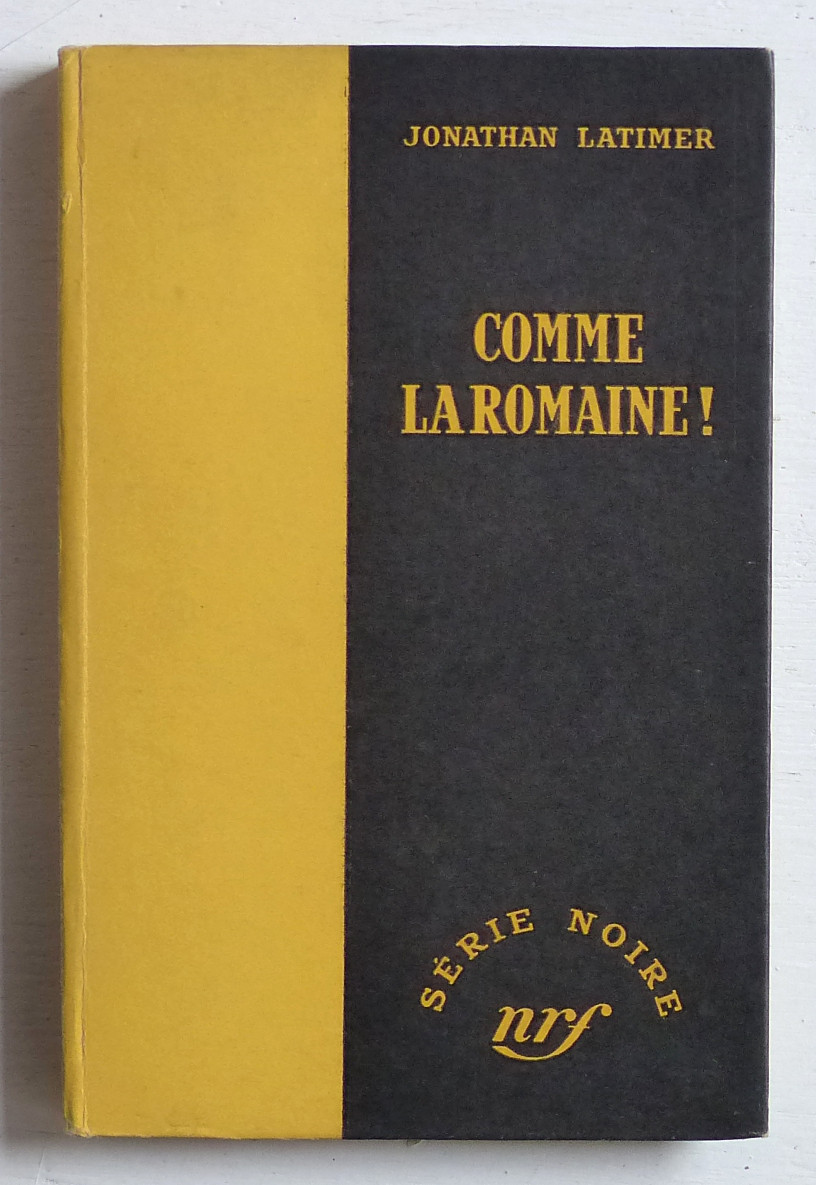 JONATHAN LATIMER
COMME
LA ROMAINE !
SÉRIE NOIRE
nrf